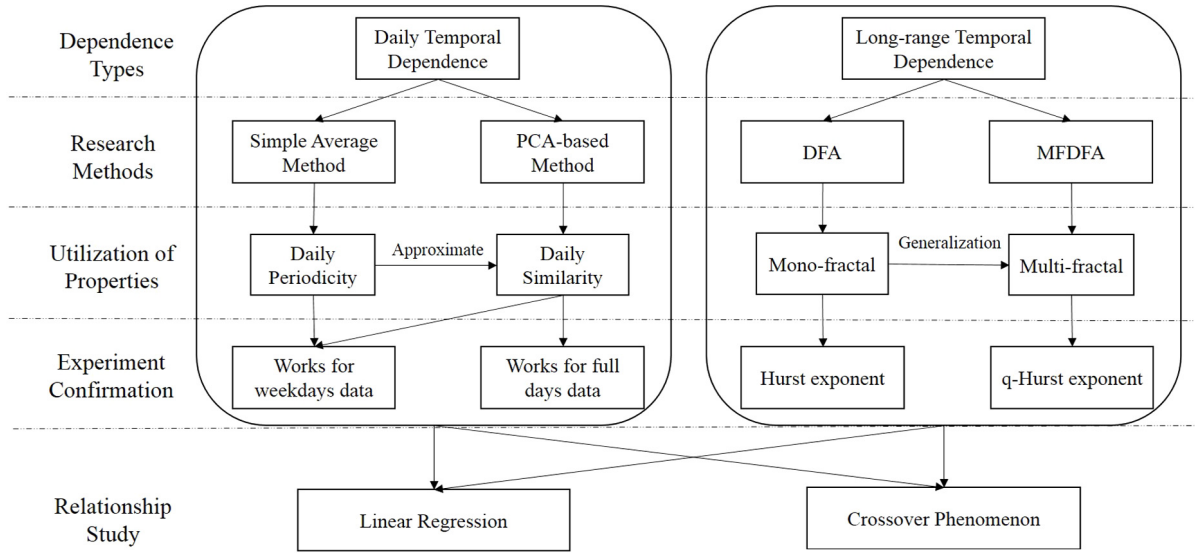 Dependence
Types
Daily Temporal
Dependence
Long-range Temporal
Dependence
Research
Methods
Simple Average
Method
PCA-based
Method
DFA
MFDFA
Utilization of
Properties
Daily
Periodicity
Approximate
Daily
Similarity
Mono-fractal
Generalization
Multi-fractal
Experiment
Confirmation
Works for
weekdays data
Works for full
days data
Hurst exponent
q-Hurst exponent
Relationship
Study
Linear Regression
Crossover Phenomenon